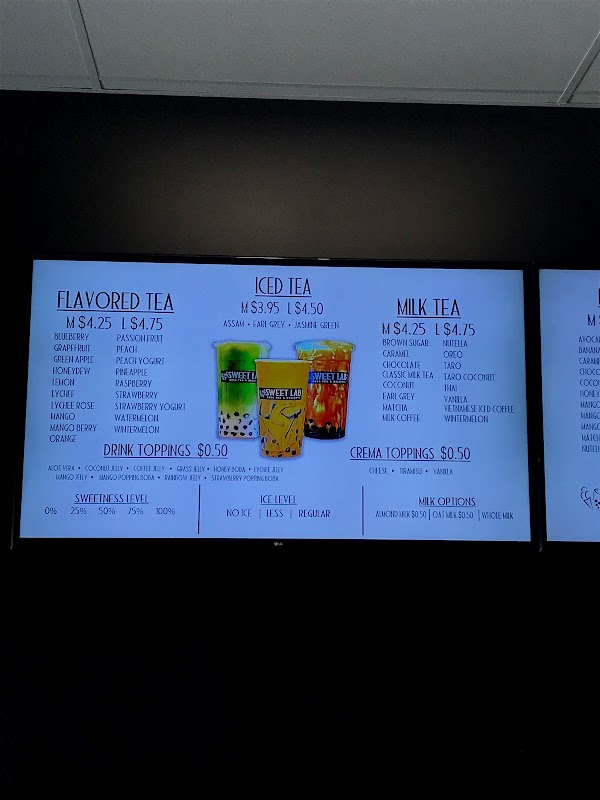 FLAVORED TEA
M $4.25 L $4.75
BLUEBERRY
GRAPEFRUIT
GREEN APPLE
HONEYDEW
LEMON
LYCHEE
LYCHEE ROSE
MANGO
MANGO BERRY
ORANGE
PASSION FRUIT
PEACH
PEACH YOGURT
PINEAPPLE
RASPBERRY
STRAWBERRY
STRAWBERRY YOGURT
WATERMELON
WINTERMELON
ICED TEA
M $3.95 L $4.50
ASSAM • EARL GREY • JASMINE GREEN
SWEET LAB
SWEET LAB
MILK TEA
M $4.25 L $4.75
BROWN SUGAR
CARAMEL
CHOCOLATE
CLASSIC MILK TEA
COCONUT
EARL GREY
MATCHA
MILK COFFEE
NUTELLA
OREO
TARO
TARO COCONUT
THAI
VANILLA
VIETNAMESE ICED COFFEE
WINTERMELON
DRINK TOPPINGS $0.50
ALOE VERA • COCONUT JELLY • COFFEE JELLY • GRASS JELLY • HONEY BOBA • LYCHEE JELLY
MANGO JELLY • MANGO POPPING BOBA • RAINBOW JELLY • STRAWBERRY POPPING BOBA
CREMA TOPPINGS $0.50
CHEESE • TIRAMISU • VANILLA
SWEETNESS LEVEL
0% 25% 50% 75% 100%
ICE LEVEL
NO ICE | LESS | REGULAR
MILK OPTIONS
ALMOND MILK $0.50 | OAT MILK $0.50 | WHOLE MILK
LG